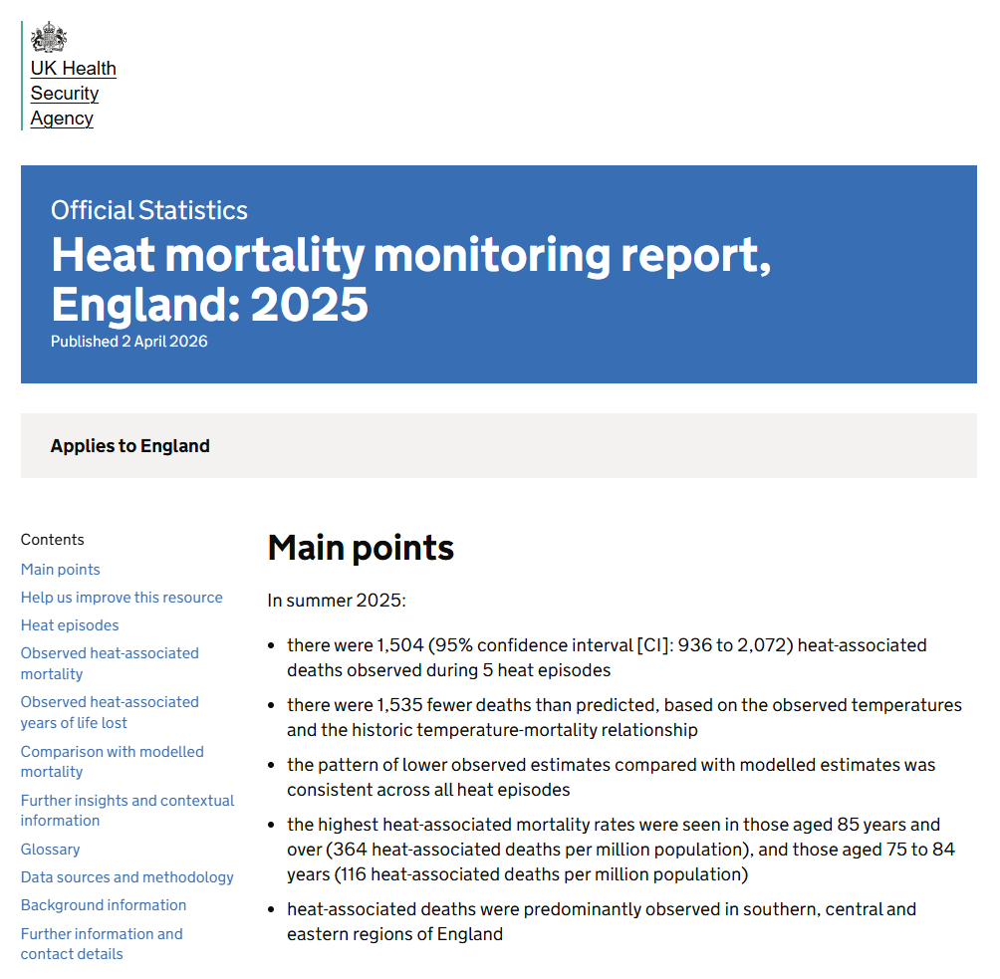 UK Health
Security
Agency
Official Statistics
Heat mortality monitoring report,
England: 2025
Published 2 April 2026
Applies to England
Contents
Main points
Help us improve this resource
Heat episodes
Observed heat-associated
mortality
Observed heat-associated
years of life lost
Comparison with modelled
mortality
Further insights and contextual
information
Glossary
Data sources and methodology
Background information
Further information and
contact details
Main points
In summer 2025:
• there were 1,504 (95% confidence interval [CI]: 936 to 2,072) heat-associated
deaths observed during 5 heat episodes
• there were 1,535 fewer deaths than predicted, based on the observed temperatures
and the historic temperature-mortality relationship
• the pattern of lower observed estimates compared with modelled estimates was
consistent across all heat episodes
• the highest heat-associated mortality rates were seen in those aged 85 years and
over (364 heat-associated deaths per million population), and those aged 75 to 84
years (116 heat-associated deaths per million population)
• heat-associated deaths were predominantly observed in southern, central and
eastern regions of England